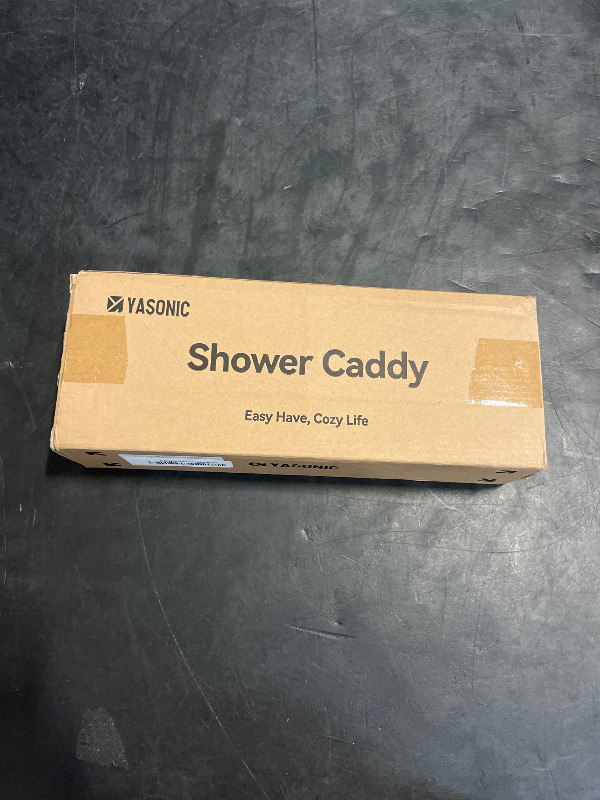 YASONIC
Shower Caddy
Easy Have, Cozy Life
YASONIC